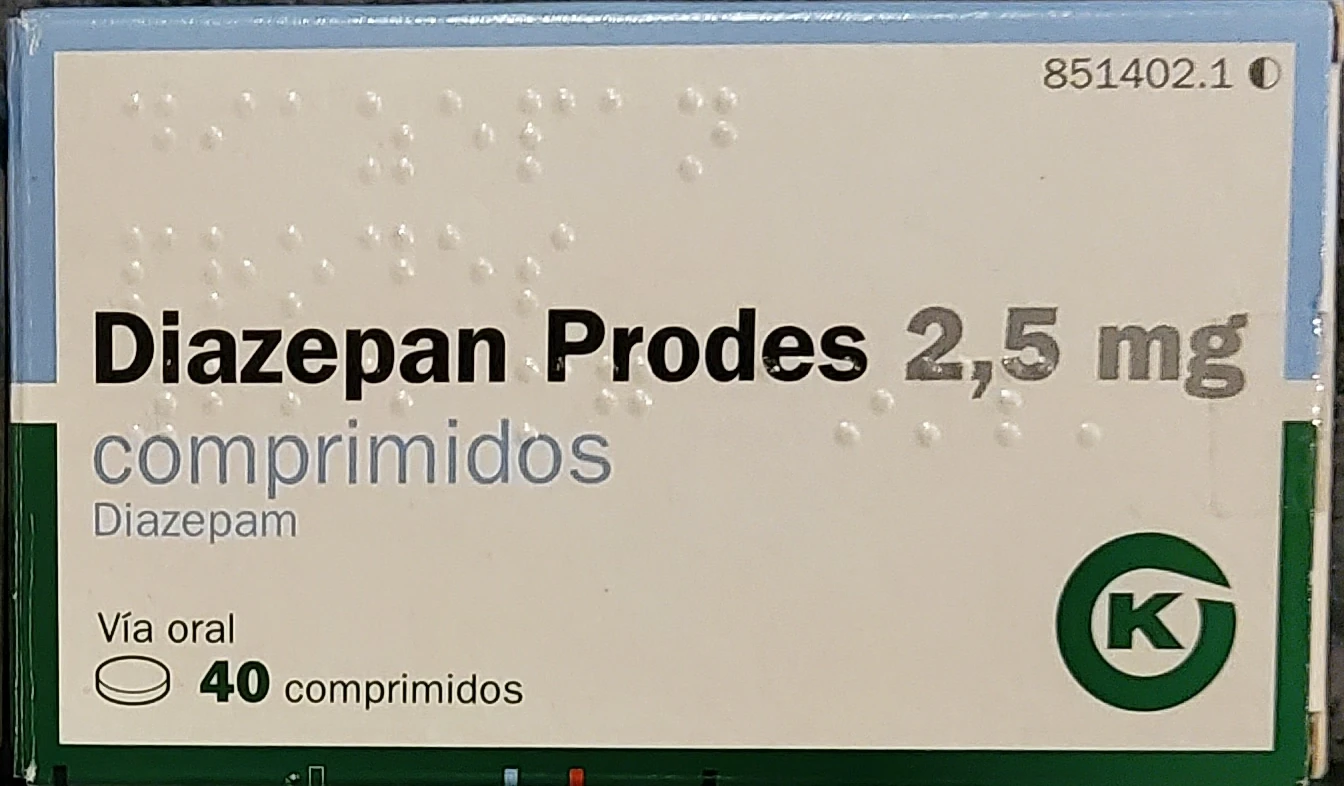 851402.1
Diazepan Prodes 2,5 mg
comprimidos
Diazepam
K
Vía oral
40 comprimidos